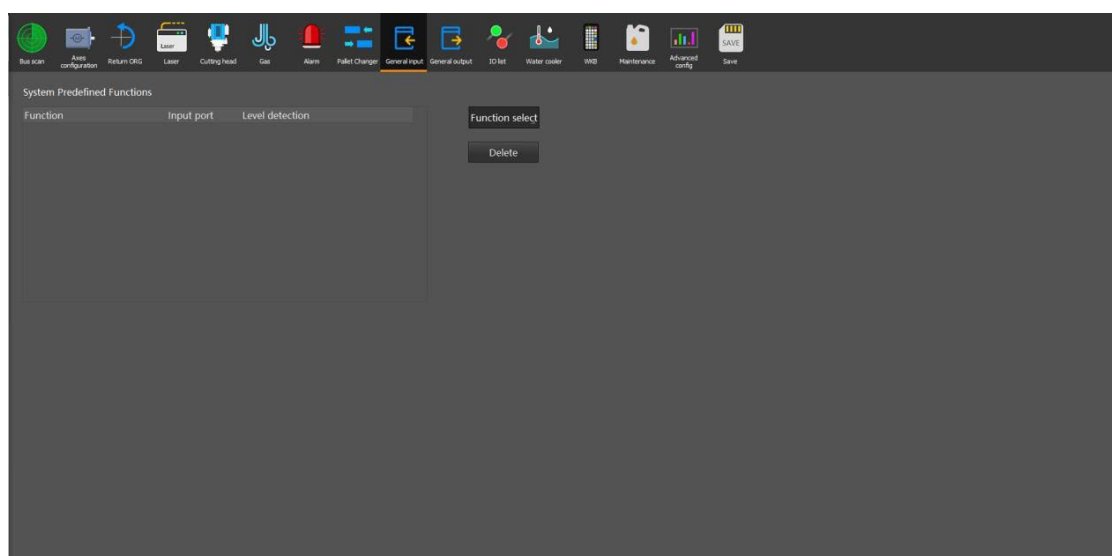 Bus scan Axes configuration Return ORG Laser Laser Cutting head Gas Alarm Pallet Changer General input General output IO list Water cooler WKB Maintenance Advanced config SAVE Save
System Predefined Functions
Function Input port Level detection
Function select
Delete